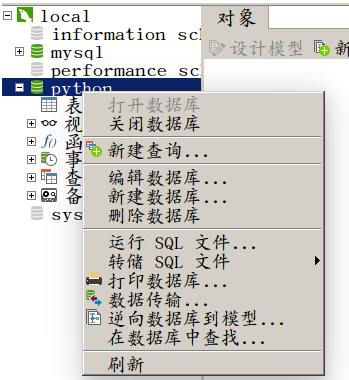 local
对象
information sch
mysql
设计模型 新
performance sc
python
表
视
f() 函
事
查
备
sys
打开数据库
关闭数据库
新建查询...
编辑数据库...
新建数据库...
删除数据库
运行 SQL 文件...
转储 SQL 文件
打印数据库...
数据传输...
逆向数据库到模型...
在数据库中查找...
刷新